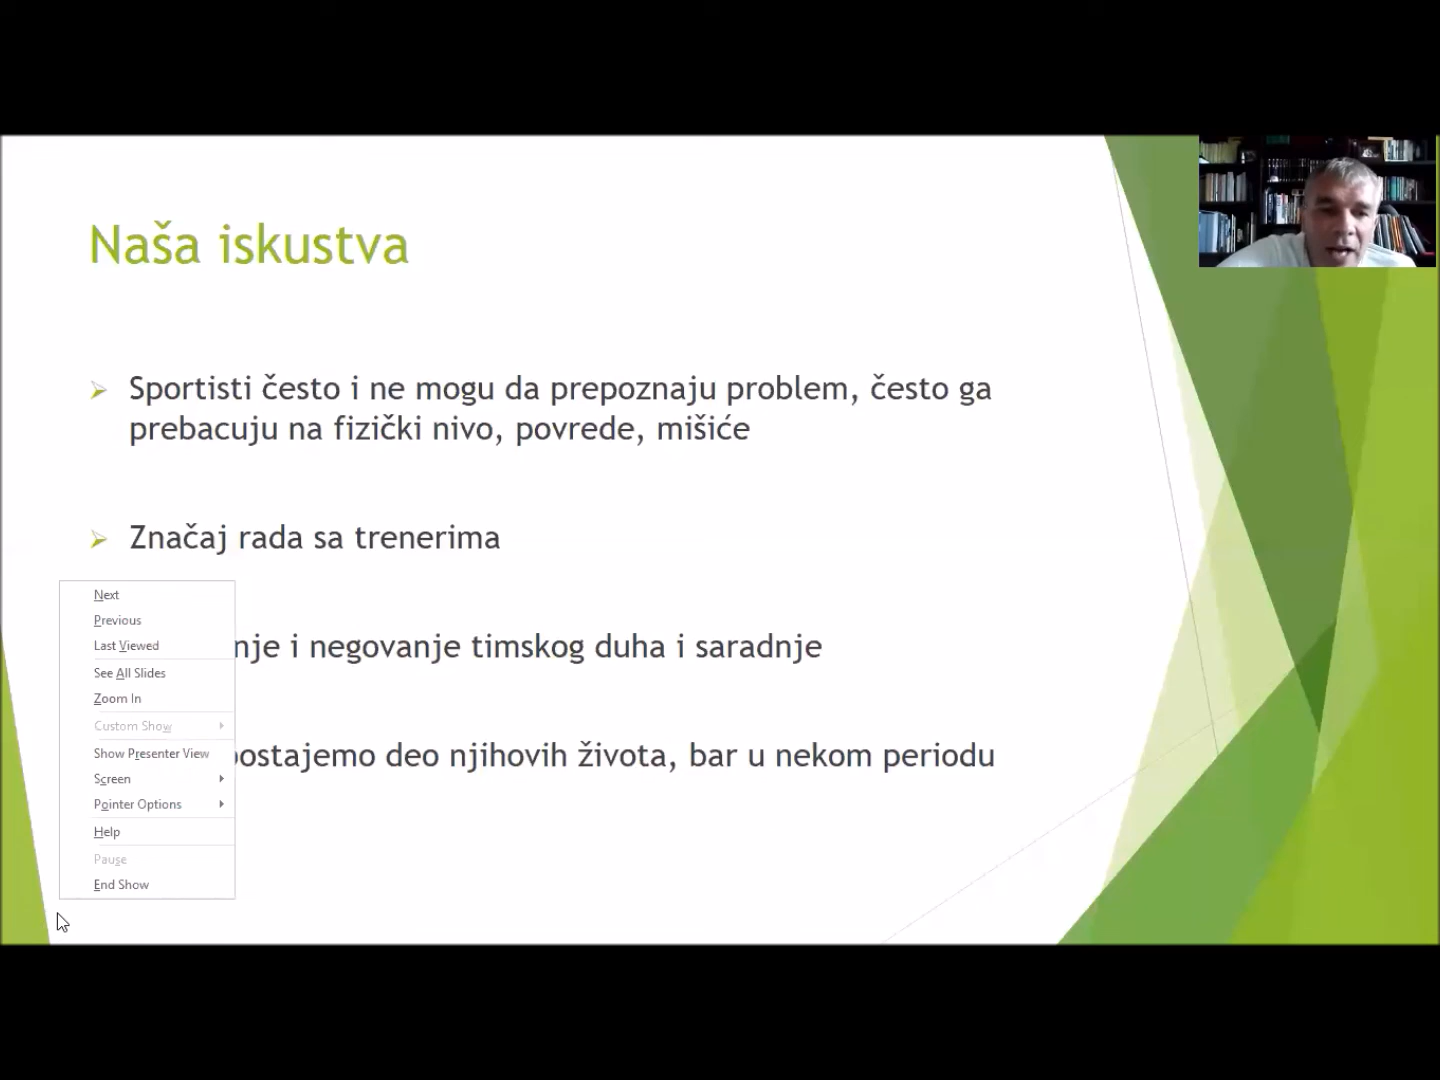 Naša iskustva
Sportisti često i ne mogu da prepoznaju problem, često ga
prebacuju na fizički nivo, povrede, mišiće
Značaj rada sa trenerima
i negovanje timskog duha i saradnje
deo njihovih života, bar u nekom periodu
Next
Previous
Last Viewed
See All Slides
Zoom In
Custom Show
Show Presenter View
Screen
Pointer Options
Help
Pause
End Show